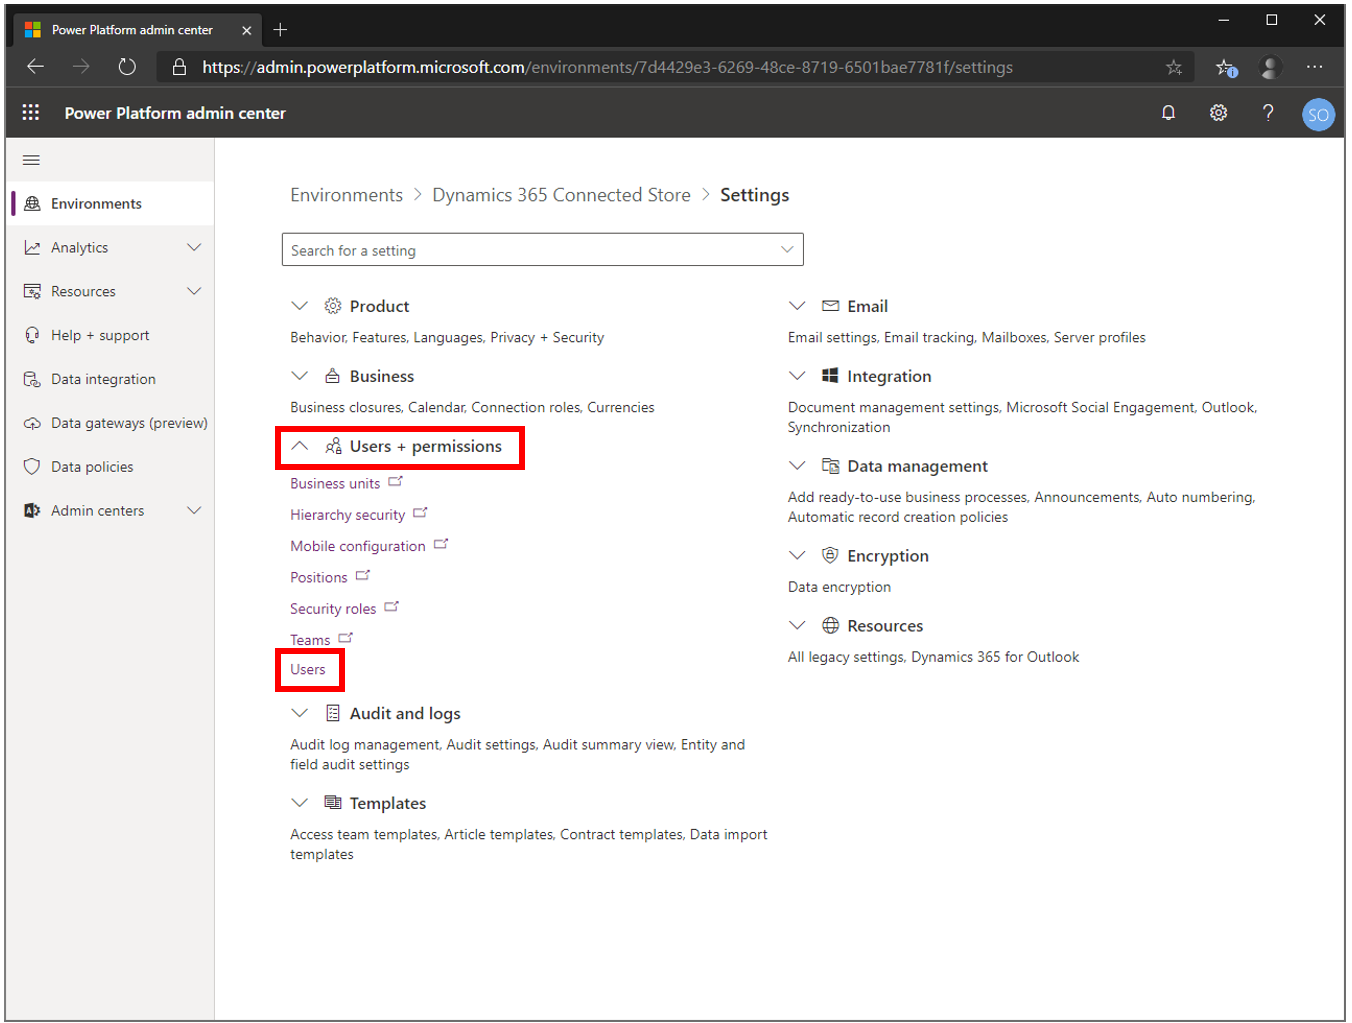 Power Platform admin center
https://admin.powerplatform.microsoft.com/environments/7d4429e3-6269-48ce-8719-6501bae7781f/settings
Power Platform admin center
?
SO
Environments
Analytics
Resources
Help + support
Data integration
Data gateways (preview)
Data policies
Admin centers
Environments > Dynamics 365 Connected Store > Settings
Search for a setting
Product
Behavior, Features, Languages, Privacy + Security
Business
Business closures, Calendar, Connection roles, Currencies
Users + permissions
Business units
Hierarchy security
Mobile configuration
Positions
Security roles
Teams
Users
Audit and logs
Audit log management, Audit settings, Audit summary view, Entity and
field audit settings
Templates
Access team templates, Article templates, Contract templates, Data import
templates
Email
Email settings, Email tracking, Mailboxes, Server profiles
Integration
Document management settings, Microsoft Social Engagement, Outlook,
Synchronization
Data management
Add ready-to-use business processes, Announcements, Auto numbering,
Automatic record creation policies
Encryption
Data encryption
Resources
All legacy settings, Dynamics 365 for Outlook